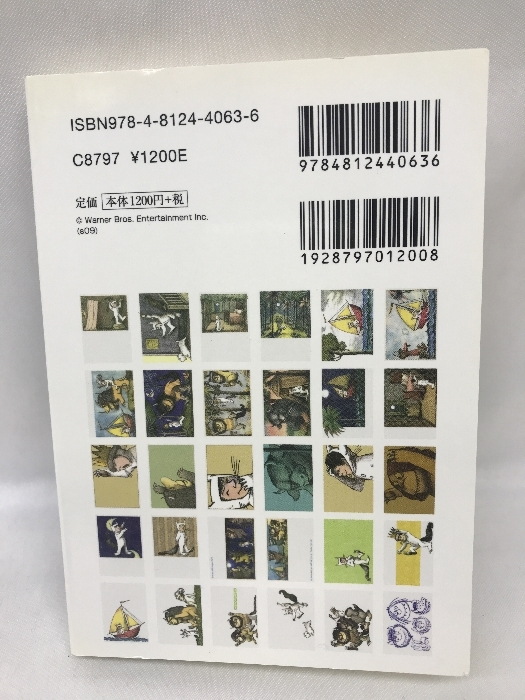 ISBN978-4-8124-4063-6
C8797 ¥1200E
定価 本体1200円+税
© Warner Bros. Entertainment Inc.
(s09)
9784812440636
1928797012008